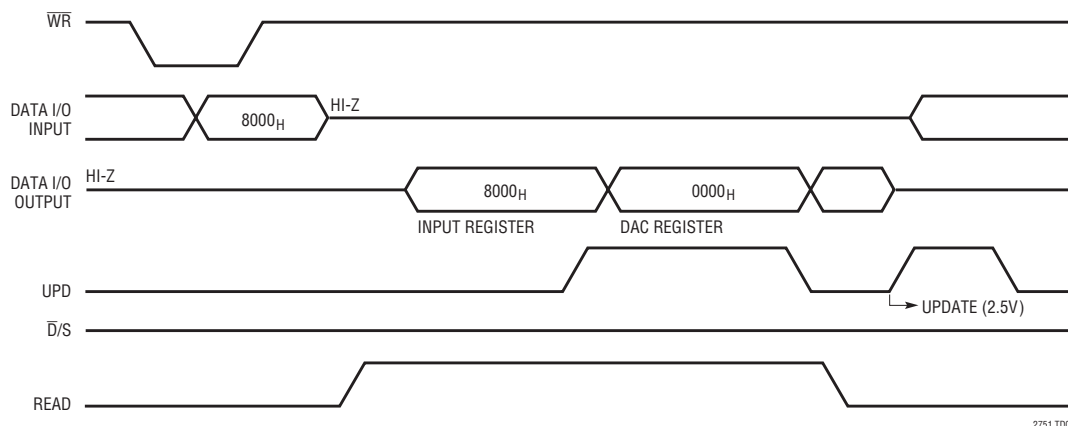 WR
DATA I/O
INPUT
8000H
HI-Z
DATA I/O
OUTPUT
HI-Z
8000H
0000H
INPUT REGISTER
DAC REGISTER
UPD
UPDATE (2.5V)
D/S
READ